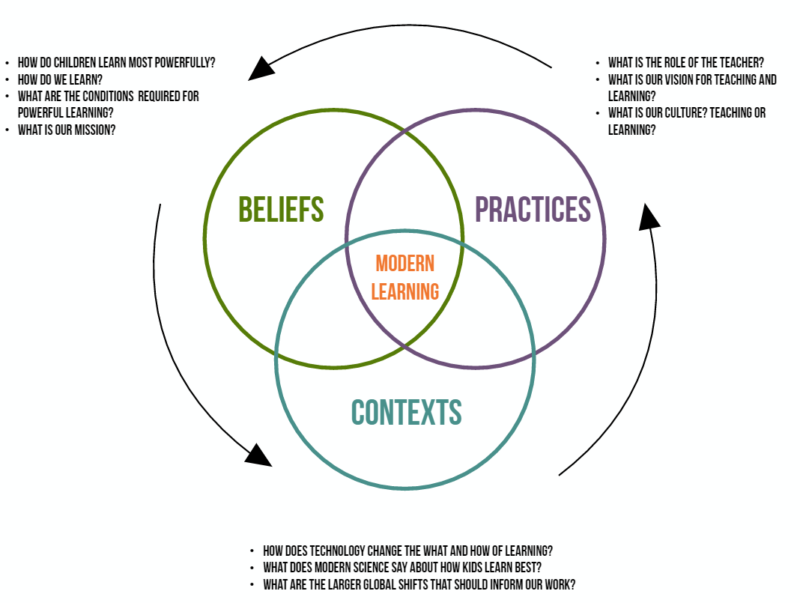 • HOW DO CHILDREN LEARN MOST POWERFULLY?
• HOW DO WE LEARN?
• WHAT ARE THE CONDITIONS REQUIRED FOR
POWERFUL LEARNING?
• WHAT IS OUR MISSION?
• WHAT IS THE ROLE OF THE TEACHER?
• WHAT IS OUR VISION FOR TEACHING AND
LEARNING?
• WHAT IS OUR CULTURE? TEACHING OR
LEARNING?
BELIEFS
PRACTICES
MODERN
LEARNING
CONTEXTS
• HOW DOES TECHNOLOGY CHANGE THE WHAT AND HOW OF LEARNING?
• WHAT DOES MODERN SCIENCE SAY ABOUT HOW KIDS LEARN BEST?
• WHAT ARE THE LARGER GLOBAL SHIFTS THAT SHOULD INFORM OUR WORK?